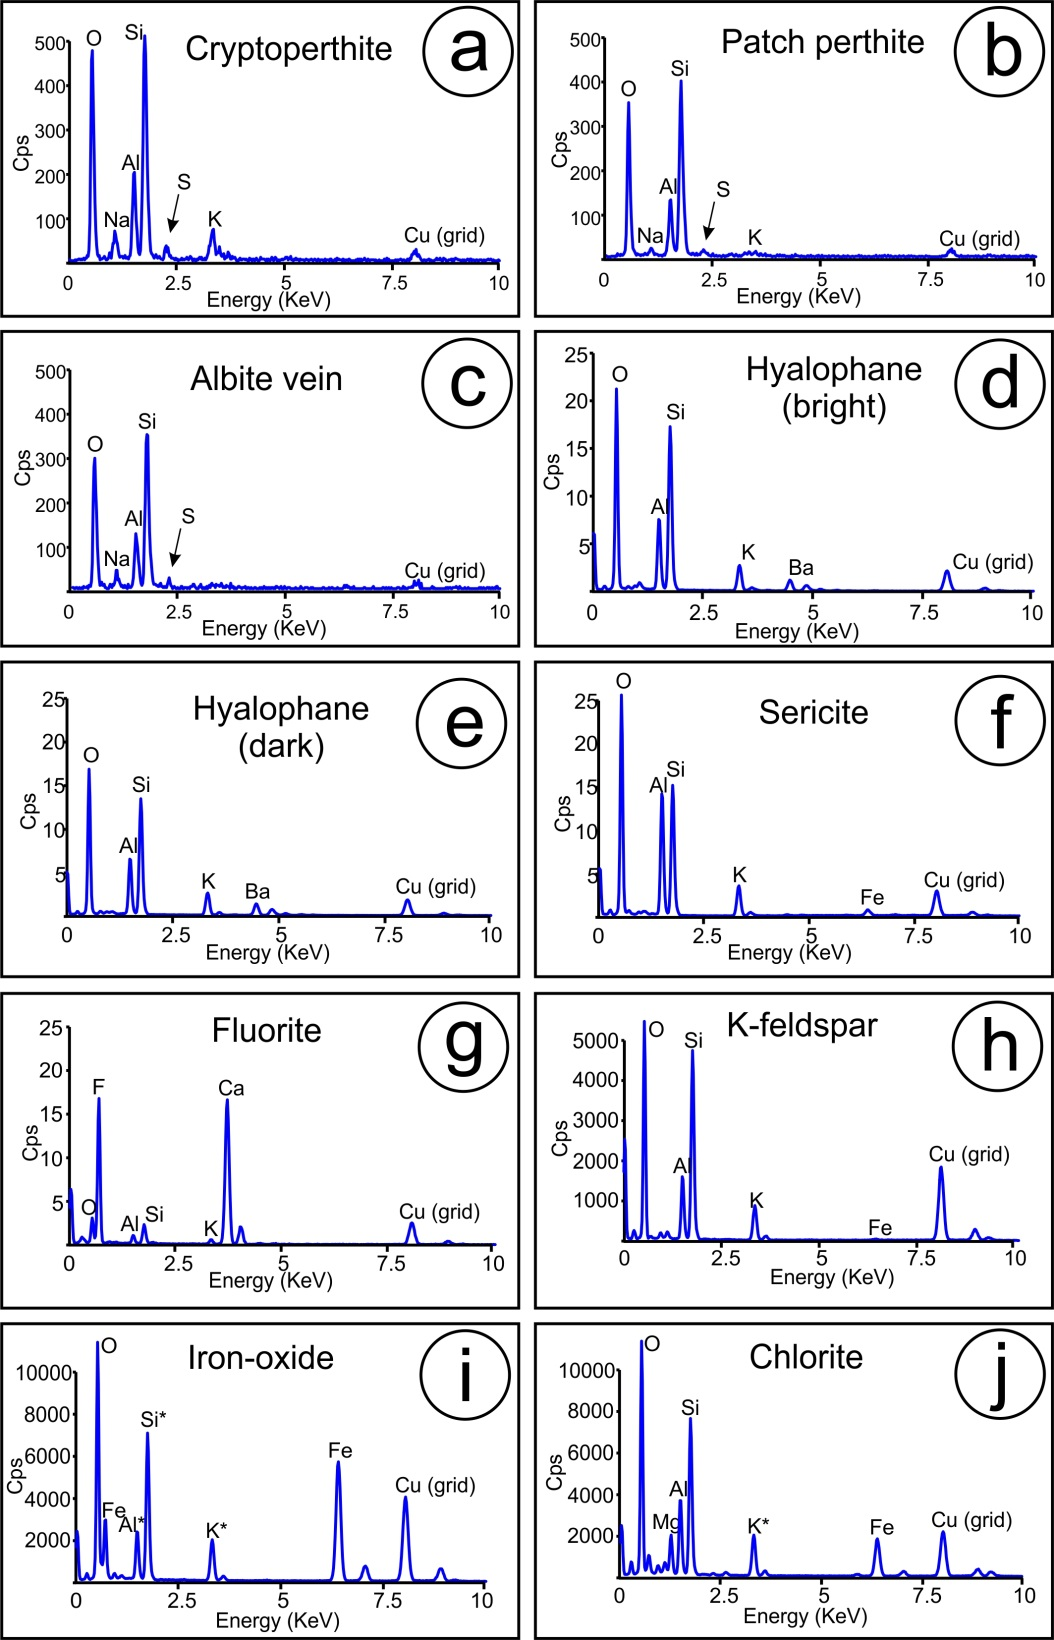 Cryptoperthite
a
500
400
300
200
100
Cps
O
Na
Al
Si
S
K
Cu (grid)
0 2.5 5 7.5 10
Energy (KeV)
Patch perthite
b
500
400
300
200
100
Cps
O
Na
Al
Si
S
K
Cu (grid)
0 2.5 5 7.5 10
Energy (KeV)
Albite vein
c
500
400
300
200
100
Cps
O
Na
Al
Si
S
Cu (grid)
0 2.5 5 7.5 10
Energy (KeV)
Hyalophane
(bright)
d
25
20
15
10
5
Cps
O
Al
Si
K
Ba
Cu (grid)
0 2.5 5 7.5 10
Energy (KeV)
Hyalophane
(dark)
e
25
20
15
10
5
Cps
O
Al
Si
K
Ba
Cu (grid)
0 2.5 5 7.5 10
Energy (KeV)
Sericite
f
25
20
15
10
5
Cps
O
Al
Si
K
Fe
Cu (grid)
0 2.5 5 7.5 10
Energy (KeV)
Fluorite
g
25
20
15
10
5
Cps
O
F
Al
Si
K
Ca
Cu (grid)
0 2.5 5 7.5 10
Energy (KeV)
K-feldspar
h
5000
4000
3000
2000
1000
Cps
O
Al
Si
K
Fe
Cu (grid)
0 2.5 5 7.5 10
Energy (KeV)
Iron-oxide
i
10000
8000
6000
4000
2000
Cps
O
Fe
Al*
Si*
K*
Fe
Cu (grid)
0 2.5 5 7.5 10
Energy (KeV)
Chlorite
j
10000
8000
6000
4000
2000
Cps
O
Mg
Al
Si
K*
Fe
Cu (grid)
0 2.5 5 7.5 10
Energy (KeV)